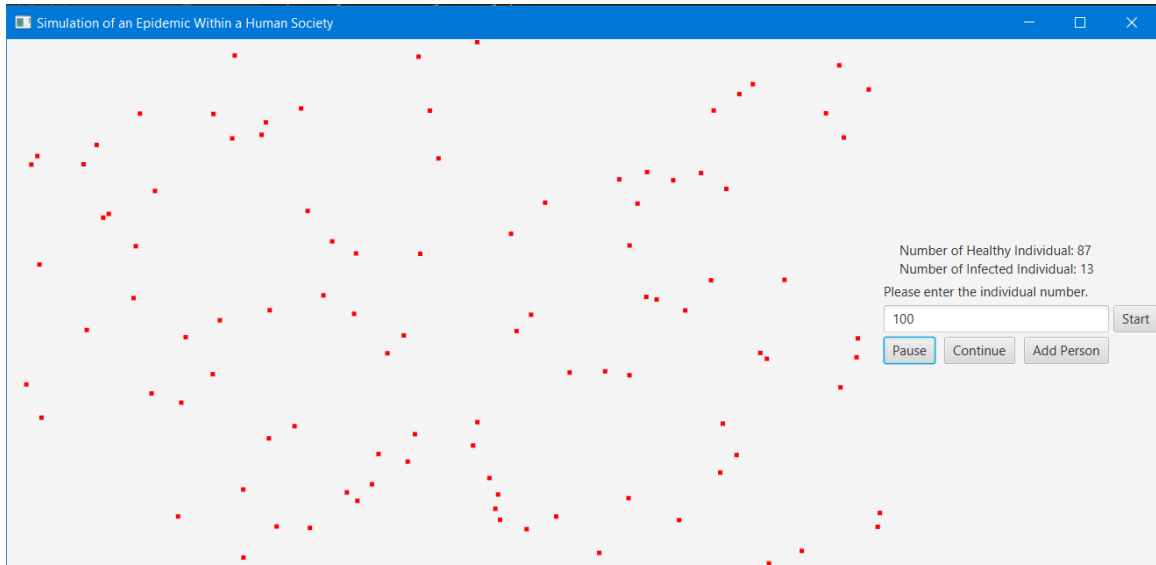 Simulation of an Epidemic Within a Human Society
Number of Healthy Individual: 87
Number of Infected Individual: 13
Please enter the individual number.
100 Start
Pause Continue Add Person